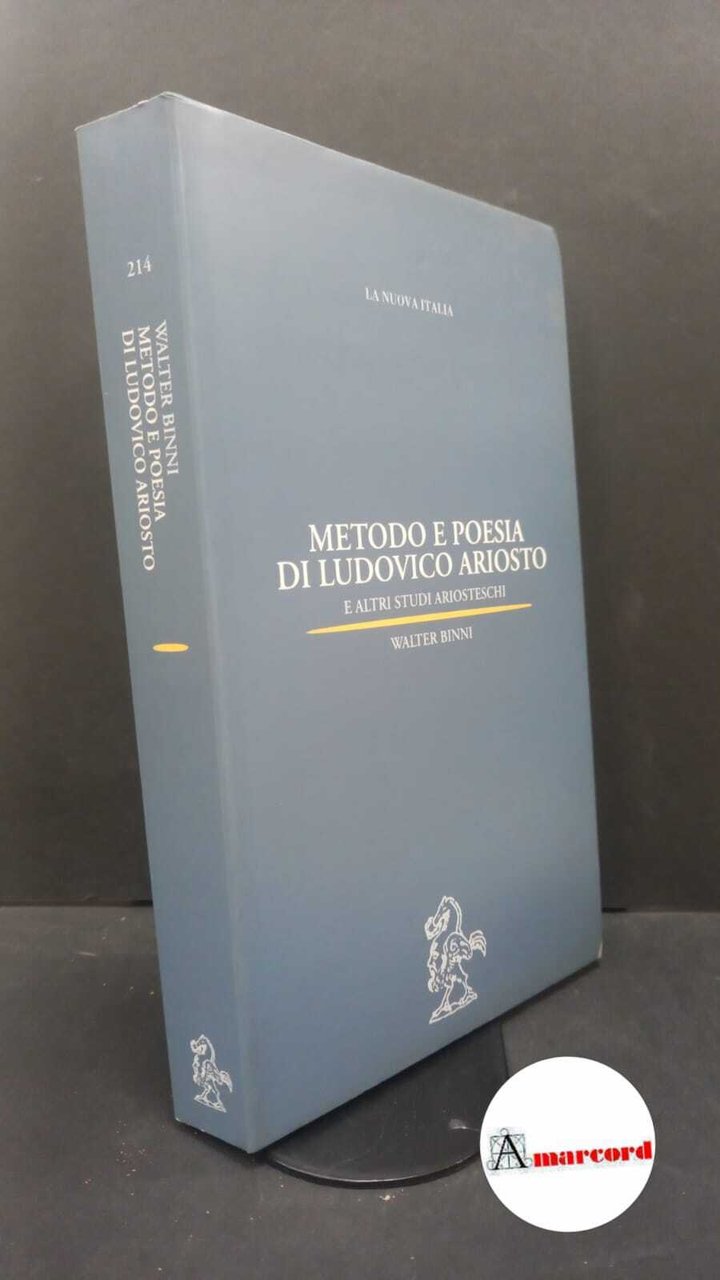 214
WALTER BINNI
METODO E POESIA
DI LUDOVICO ARIOSTO
LA NUOVA ITALIA
METODO E POESIA
DI LUDOVICO ARIOSTO
E ALTRI STUDI ARIOSTESCHI
WALTER BINNI
Amarcord